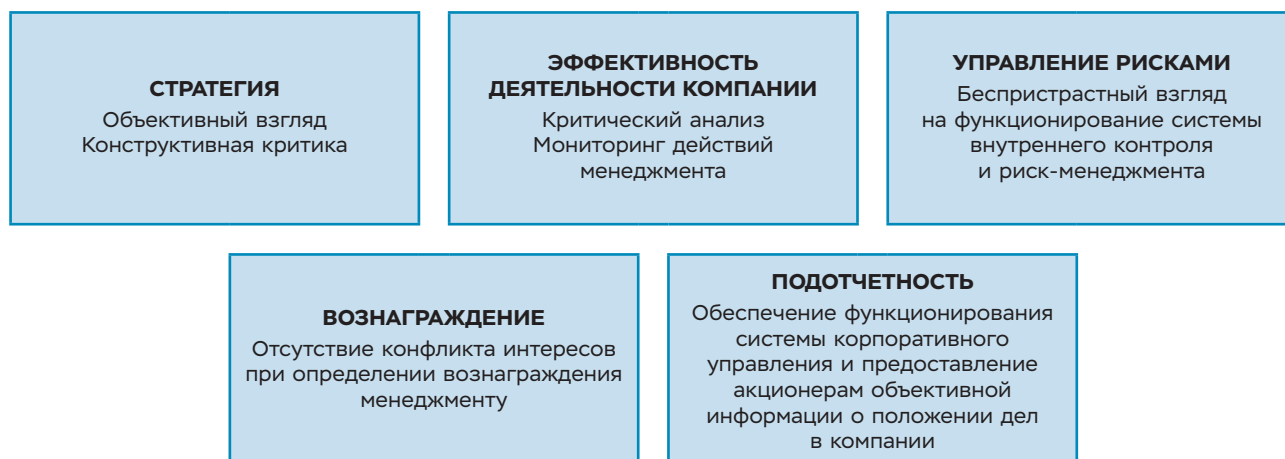 СТРАТЕГИЯ
Объективный взгляд
Конструктивная критика
ЭФФЕКТИВНОСТЬ
ДЕЯТЕЛЬНОСТИ КОМПАНИИ
Критический анализ
Мониторинг действий
менеджмента
УПРАВЛЕНИЕ РИСКАМИ
Беспристрастный взгляд
на функционирование системы
внутреннего контроля
и риск-менеджмента
ВОЗНАГРАЖДЕНИЕ
Отсутствие конфликта интересов
при определении вознаграждения
менеджменту
ПОДОТЧЕТНОСТЬ
Обеспечение функционирования
системы корпоративного
управления и предоставление
акционерам объективной
информации о положении дел
в компании